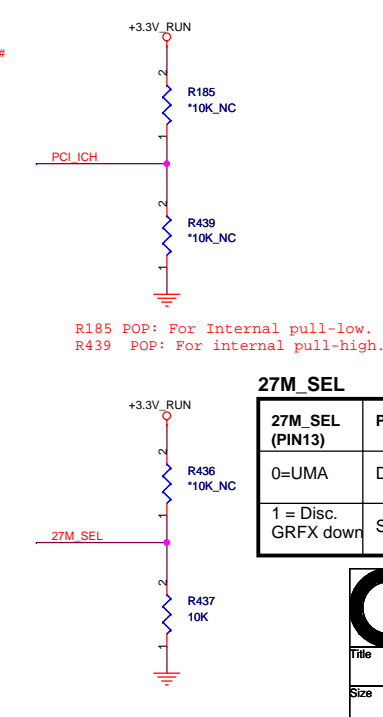 +3.3V_RUN
#
2
R185
*10K_NC
1
PCI_ICH
2
R439
*10K_NC
1
R185 POP: For Internal pull-low.
R439 POP: For internal pull-high.
27M_SEL
+3.3V_RUN
27M_SEL
(PIN13)
P
2
R436
*10K_NC
0=UMA
D
1
1 = Disc.
GRFX down
S
27M_SEL
2
R437
10K
1
Title
Size